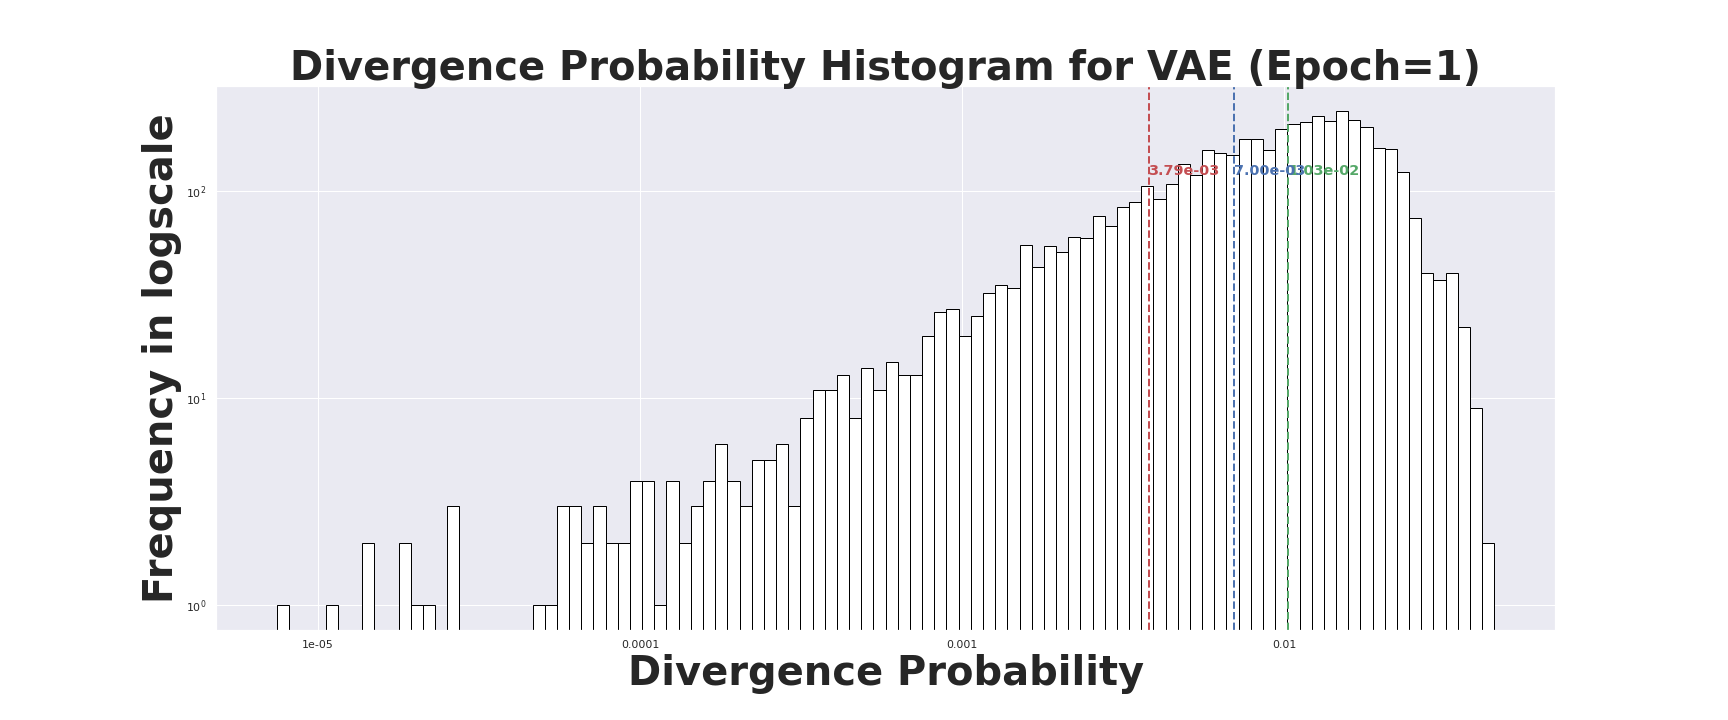 Divergence Probability Histogram for VAE (Epoch=1)
Frequency in logscale
10²
10¹
10⁰
3.79e-03
7.00e-03
1.03e-02
1e-05
0.0001
0.001
0.01
Divergence Probability